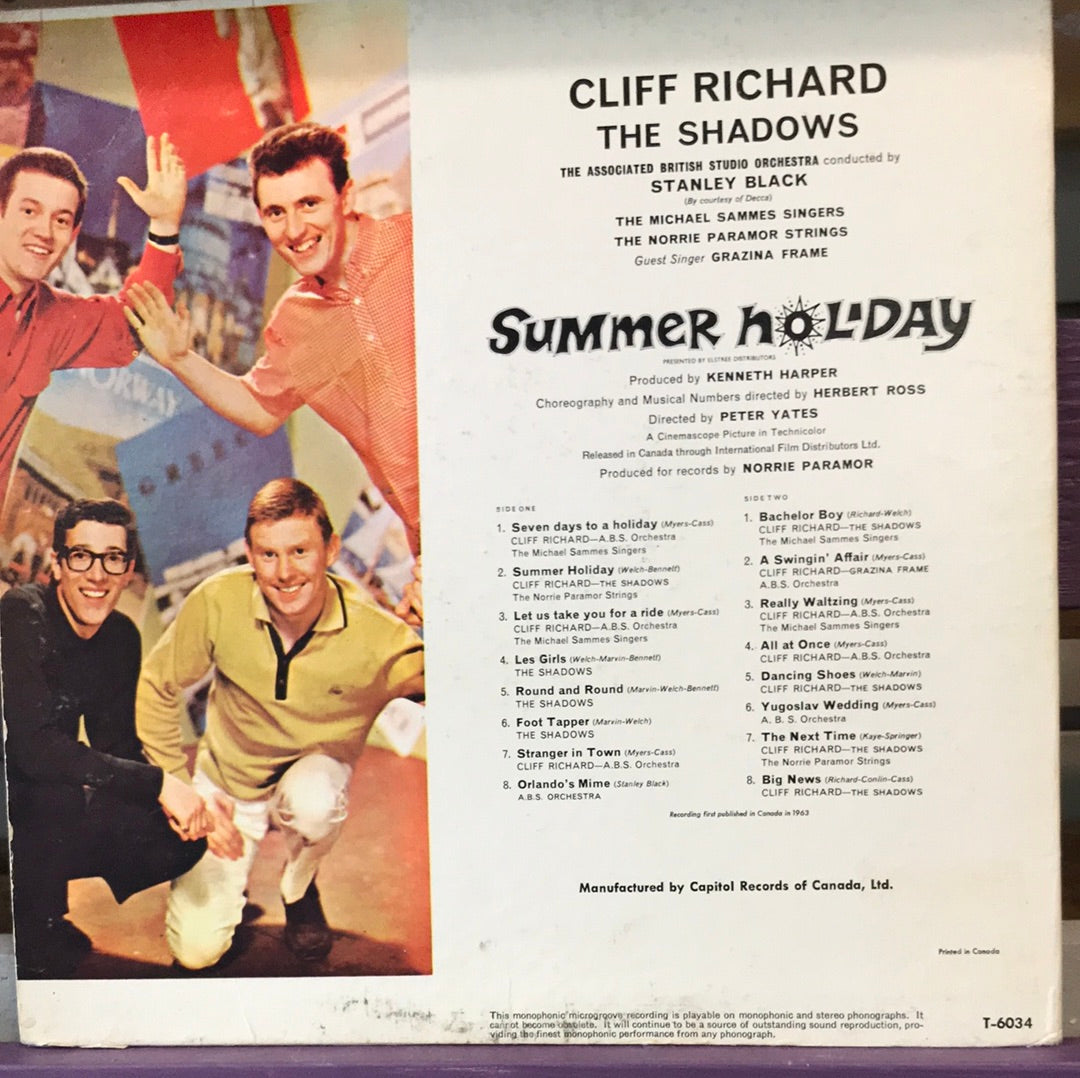 CLIFF RICHARD
THE SHADOWS
THE ASSOCIATED BRITISH STUDIO ORCHESTRA conducted by
STANLEY BLACK
(By courtesy of Decca)
THE MICHAEL SAMMES SINGERS
THE NORRIE PARAMOR STRINGS
Guest Singer GRAZINA FRAME
SUMMER HOLIDAY
PRESENTED BY ELSTREE DISTRIBUTORS
Produced by KENNETH HARPER
Choreography and Musical Numbers directed by HERBERT ROSS
Directed by PETER YATES
A Cinemascope Picture in Technicolor
Released in Canada through International Film Distributors Ltd.
Produced for records by NORRIE PARAMOR
SIDE ONE
1. Seven days to a holiday (Myers-Cass)
CLIFF RICHARD—A.B.S. Orchestra
The Michael Sammes Singers
2. Summer Holiday (Welch-Bennett)
CLIFF RICHARD—THE SHADOWS
The Norrie Paramor Strings
3. Let us take you for a ride (Myers-Cass)
CLIFF RICHARD—A.B.S. Orchestra
The Michael Sammes Singers
4. Les Girls (Welch-Marvin-Bennett)
THE SHADOWS
5. Round and Round (Marvin-Welch-Bennett)
THE SHADOWS
6. Foot Tapper (Marvin-Welch)
THE SHADOWS
7. Stranger in Town (Myers-Cass)
CLIFF RICHARD—A.B.S. Orchestra
8. Orlando's Mime (Stanley Black)
A.B.S. ORCHESTRA
SIDE TWO
1. Bachelor Boy (Richard-Welch)
CLIFF RICHARD—THE SHADOWS
The Michael Sammes Singers
2. A Swingin' Affair (Myers-Cass)
CLIFF RICHARD—GRAZINA FRAME
A.B.S. Orchestra
3. Really Waltzing (Myers-Cass)
CLIFF RICHARD—A.B.S. Orchestra
The Michael Sammes Singers
4. All at Once (Myers-Cass)
CLIFF RICHARD—A.B.S. Orchestra
5. Dancing Shoes (Welch-Marvin)
CLIFF RICHARD—THE SHADOWS
6. Yugoslav Wedding (Myers-Cass)
A. B. S. Orchestra
7. The Next Time (Kaye-Springer)
CLIFF RICHARD—THE SHADOWS
The Norrie Paramor Strings
8. Big News (Richard-Conlin-Cass)
CLIFF RICHARD—THE SHADOWS
Recording first published in Canada in 1963
Manufactured by Capitol Records of Canada, Ltd.
Printed in Canada
This monophonic microgroove recording is playable on monophonic and stereo phonographs. It
cannot become obsolete. It will continue to be a source of outstanding sound reproduction, pro-
viding the finest monophonic performance from any phonograph.
T-6034
NORWAY